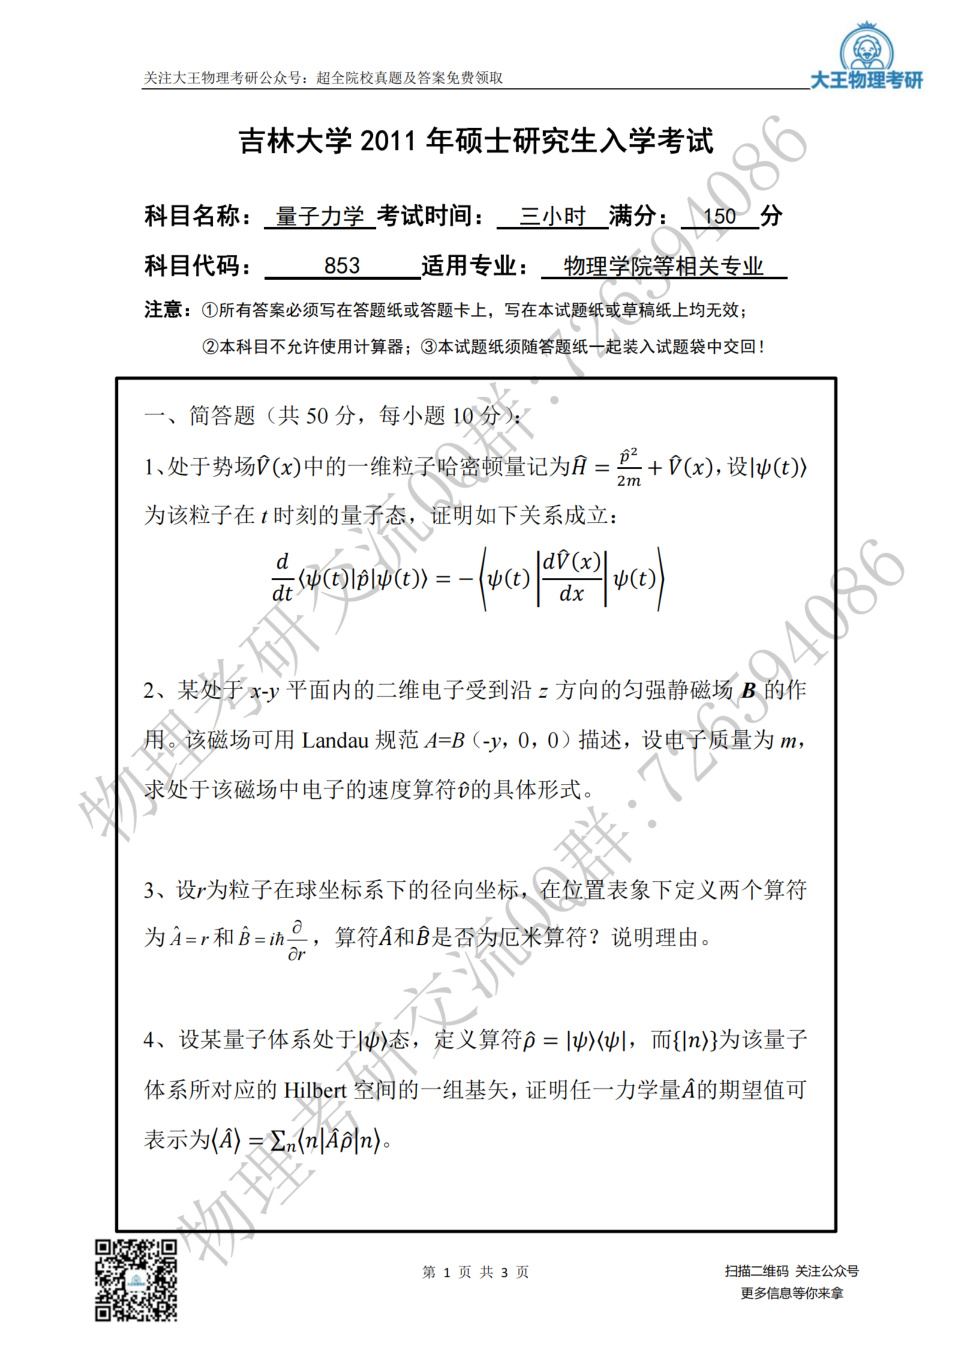 关注大王物理考研公众号：超全院校真题及答案免费领取
大王物理考研
吉林大学 2011 年硕士研究生入学考试
科目名称： 量子力学 考试时间： 三小时 满分： 150 分
科目代码： 853 适用专业： 物理学院等相关专业
注意：①所有答案必须写在答题纸或答题卡上，写在本试题纸或草稿纸上均无效；
②本科目不允许使用计算器；③本试题纸须随答题纸一起装入试题袋中交回！
一、简答题（共 50 分，每小题 10 分）：
1、处于势场V̂(x)中的一维粒子哈密顿量记为Ĥ = p̂²/2m + V̂(x)，设|ψ(t)⟩
为该粒子在 t 时刻的量子态，证明如下关系成立：
d/dt ⟨ψ(t)|p̂|ψ(t)⟩ = −⟨ψ(t)|dV̂(x)/dx|ψ(t)⟩
2、某处于 x-y 平面内的二维电子受到沿 z 方向的匀强静磁场 B 的作
用。该磁场可用 Landau 规范 A=B（-y，0，0）描述，设电子质量为 m，
求处于该磁场中电子的速度算符v̂的具体形式。
3、设r为粒子在球坐标系下的径向坐标，在位置表象下定义两个算符
为 Â = r 和 B̂ = iħ ∂/∂r ，算符Â和B̂是否为厄米算符？说明理由。
4、设某量子体系处于|ψ⟩态，定义算符ρ̂ = |ψ⟩⟨ψ|，而{|n⟩}为该量子
体系所对应的 Hilbert 空间的一组基矢，证明任一力学量Â的期望值可
表示为⟨Â⟩ = ∑n⟨n|Âρ̂|n⟩。
物理考研交流QQ群：726594086
物理考研交流QQ群：726594086
第 1 页 共 3 页
扫描二维码 关注公众号
更多信息等你来拿